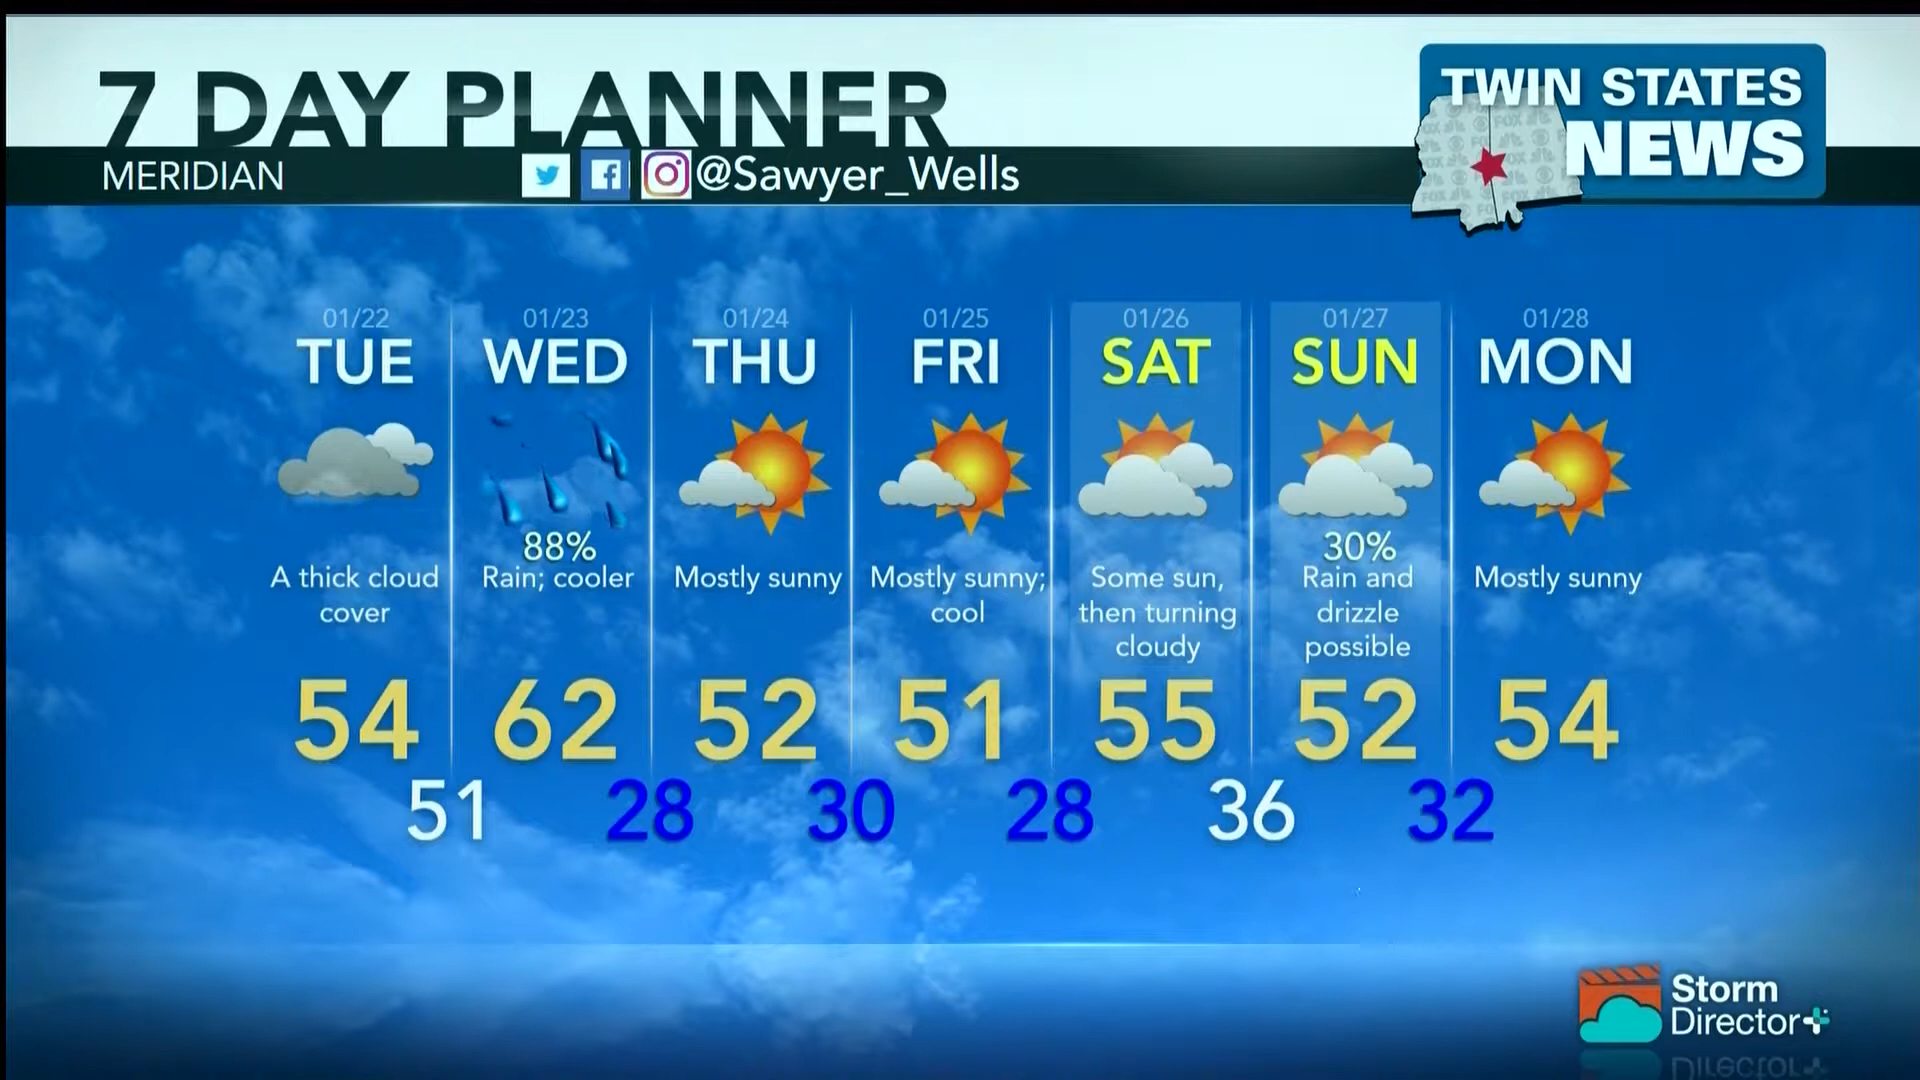 7 DAY PLANNER
TWIN STATES
NEWS
MERIDIAN
@Sawyer_Wells
01/22 01/23 01/24 01/25 01/26 01/27 01/28
TUE WED THU FRI SAT SUN MON
88% 30%
A thick cloud cover
Rain; cooler
Mostly sunny
Mostly sunny; cool
Some sun, then turning cloudy
Rain and drizzle possible
Mostly sunny
54 62 52 51 55 52 54
51 28 30 28 36 32
Storm
Director+